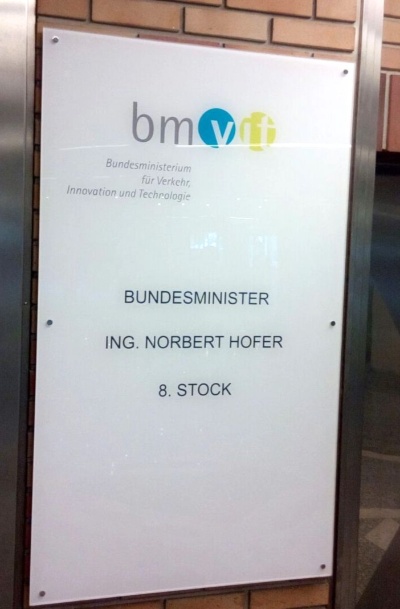 bmvit
Bundesministerium
für Verkehr,
Innovation und Technologie
BUNDESMINISTER
ING. NORBERT HOFER
8. STOCK